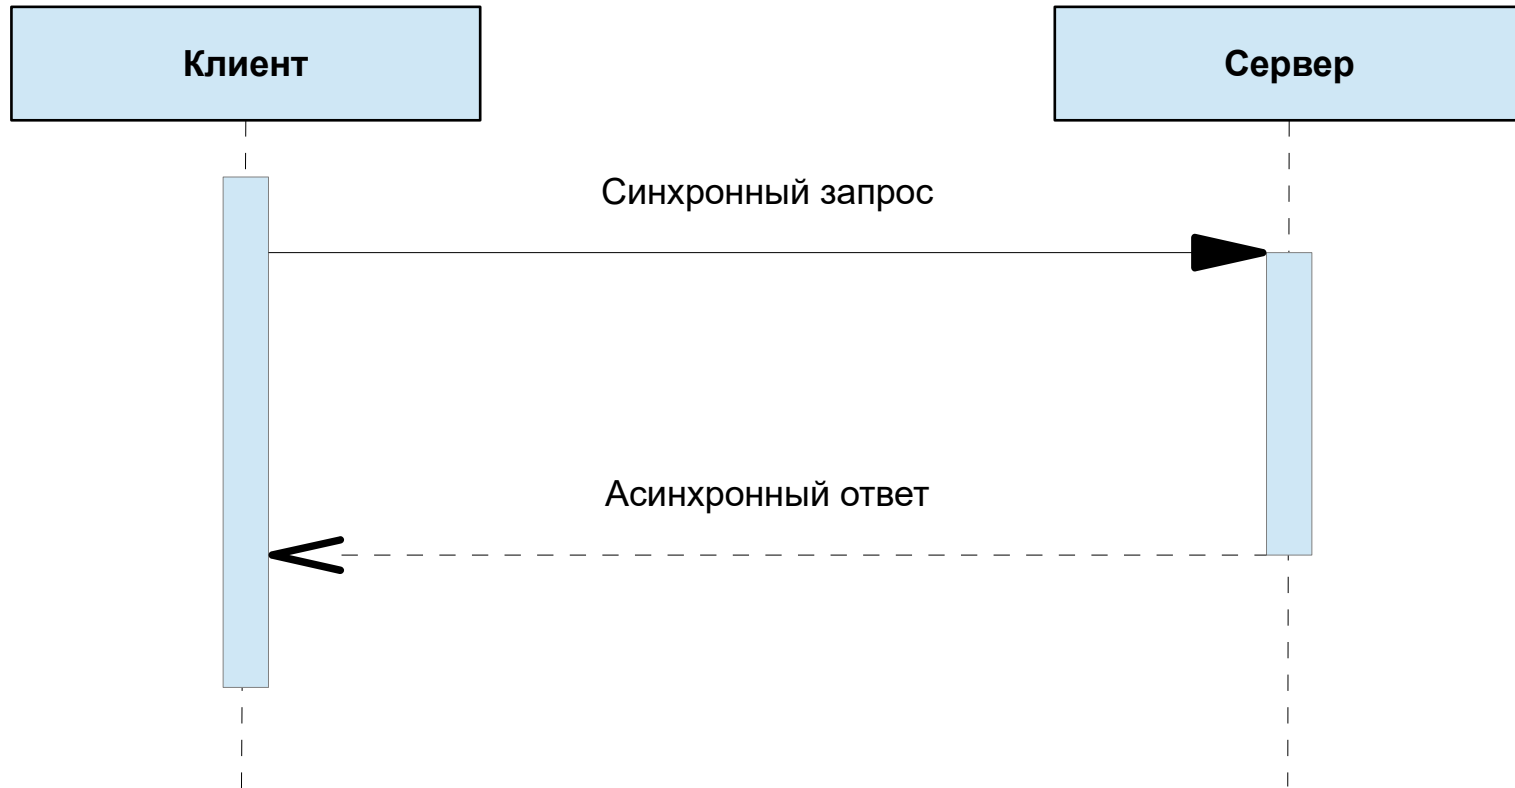 Клиент
Сервер
Синхронный запрос
Асинхронный ответ